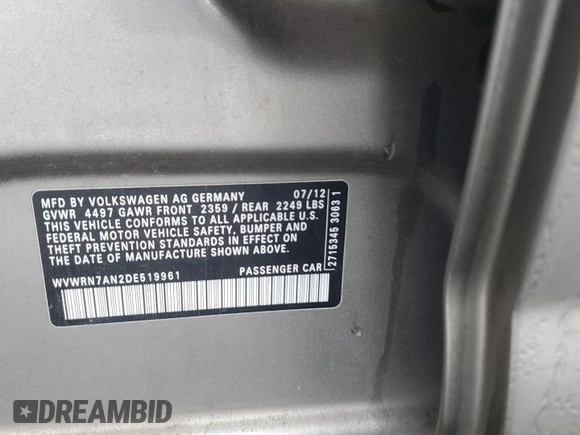 MFD BY VOLKSWAGEN AG GERMANY 07/12
GVWR 4497 GAWR FRONT 2359 / REAR 2249 LBS
THIS VEHICLE CONFORMS TO ALL APPLICABLE U.S.
FEDERAL MOTOR VEHICLE SAFETY, BUMPER AND
THEFT PREVENTION STANDARDS IN EFFECT ON
THE DATE OF MANUFACTURE SHOWN ABOVE.
WVWRN7AN2DE519961 PASSENGER CAR
2715345 3063 1
DREAMBID